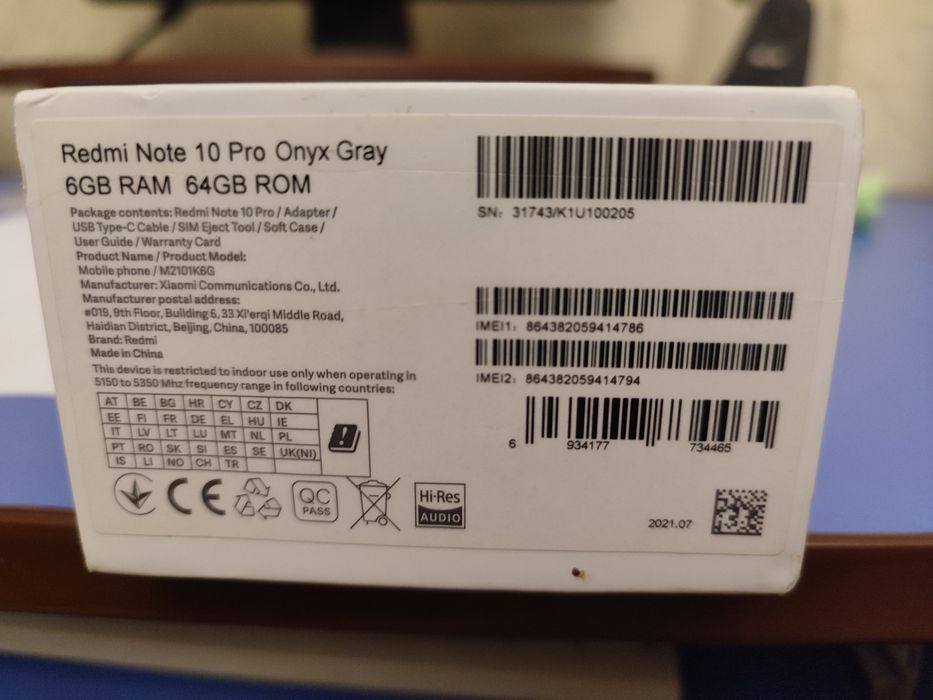 Redmi Note 10 Pro Onyx Gray
6GB RAM 64GB ROM
Package contents: Redmi Note 10 Pro / Adapter /
USB Type-C Cable / SIM Eject Tool / Soft Case /
User Guide / Warranty Card
Product Name / Product Model:
Mobile phone / M2101K6G
Manufacturer: Xiaomi Communications Co., Ltd.
Manufacturer postal address:
#019, 9th Floor, Building 6, 33 Xi'erqi Middle Road,
Haidian District, Beijing, China, 100085
Brand: Redmi
Made in China
This device is restricted to indoor use only when operating in
5150 to 5350 Mhz frequency range in following countries:
AT BE BG HR CY CZ DK
EE FI FR DE EL HU IE
IT LV LT LU MT NL PL
PT RO SK SI ES SE UK(NI)
IS LI NO CH TR
CE
QC
PASS
Hi-Res
AUDIO
SN: 31743/K1U100205
IMEI1: 864382059414786
IMEI2: 864382059414794
6 934177 734465
2021.07